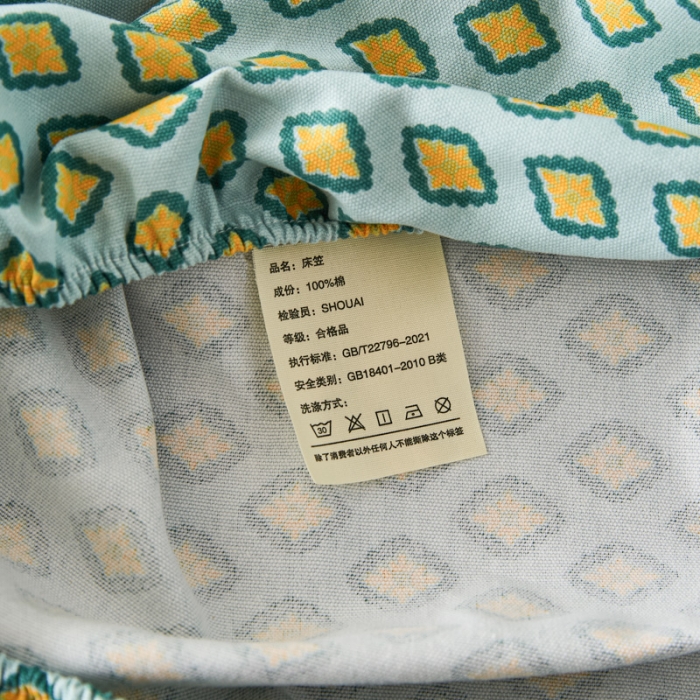 品名：床笠
成份：100%棉
检验员：SHOUAI
等级：合格品
执行标准：GB/T22796-2021
安全类别：GB18401-2010 B类
洗涤方式：
30
除了消费者以外任何人不能撕除这个标签